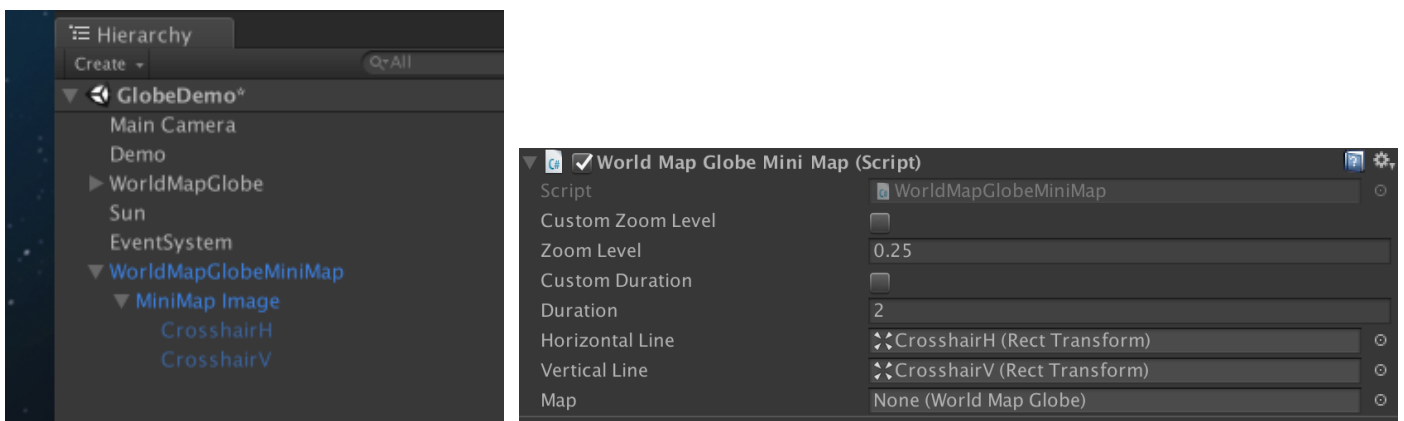 Hierarchy
Create
All
GlobeDemo*
Main Camera
Demo
WorldMapGlobe
Sun
EventSystem
WorldMapGlobeMiniMap
MiniMap Image
CrosshairH
CrosshairV
C# World Map Globe Mini Map (Script)
Script WorldMapGlobeMiniMap
Custom Zoom Level
Zoom Level 0.25
Custom Duration
Duration 2
Horizontal Line CrosshairH (Rect Transform)
Vertical Line CrosshairV (Rect Transform)
Map None (World Map Globe)